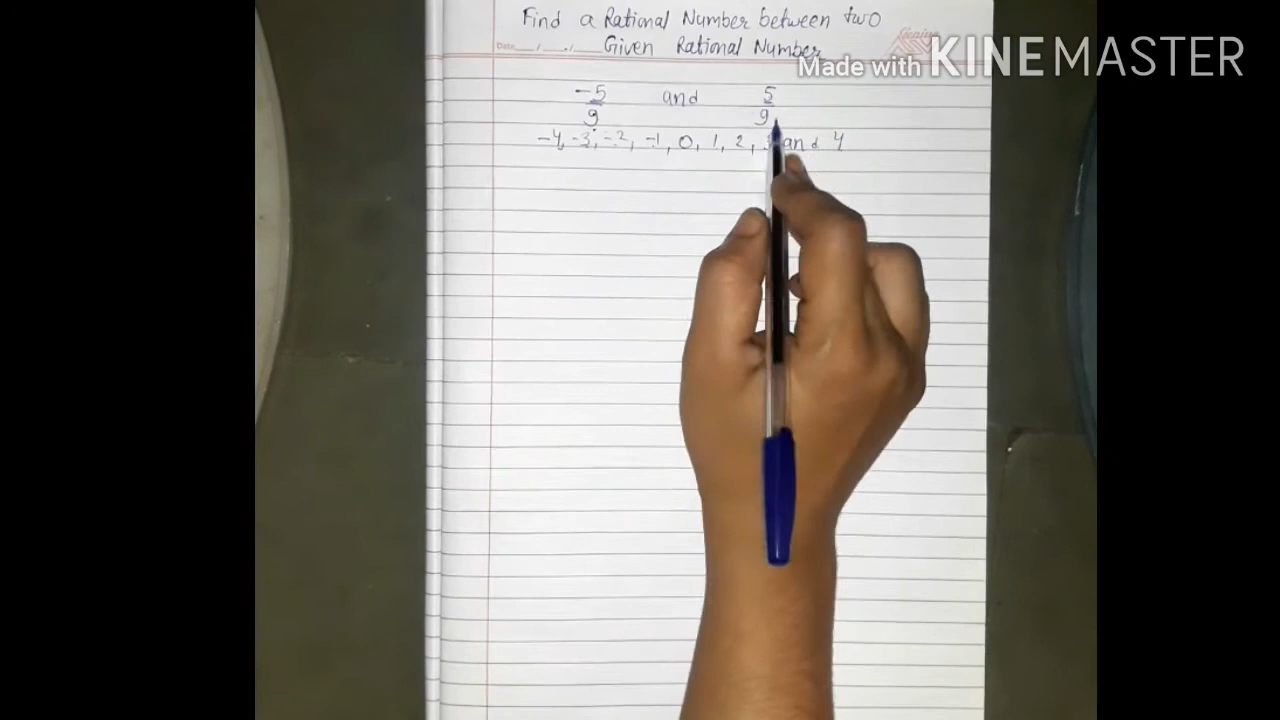 Find a Rational Number between two
Date
Given Rational Number
Made with KINEMASTER
-5 and 5
9 9
-4, -3, -2, -1, 0, 1, 2, and 4